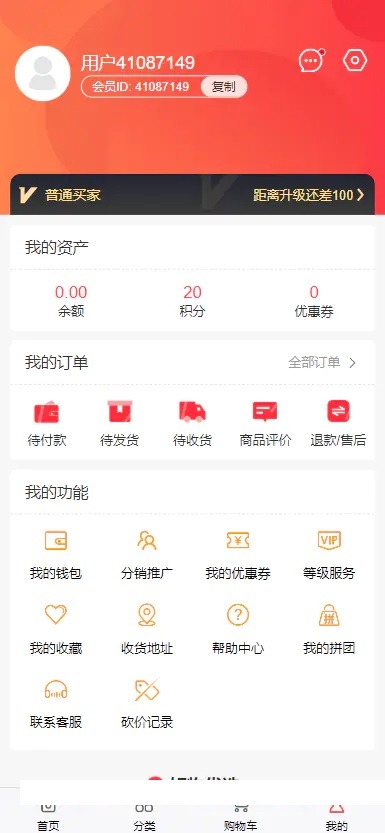 用户41087149
会员ID: 41087149 复制
普通买家 距离升级还差100
我的资产
0.00 20 0
余额 积分 优惠券
我的订单 全部订单
待付款 待发货 待收货 商品评价 退款/售后
我的功能
我的钱包 分销推广 我的优惠券 等级服务
VIP
我的收藏 收货地址 帮助中心 我的拼团
拼
联系客服 砍价记录
首页 分类 购物车 我的